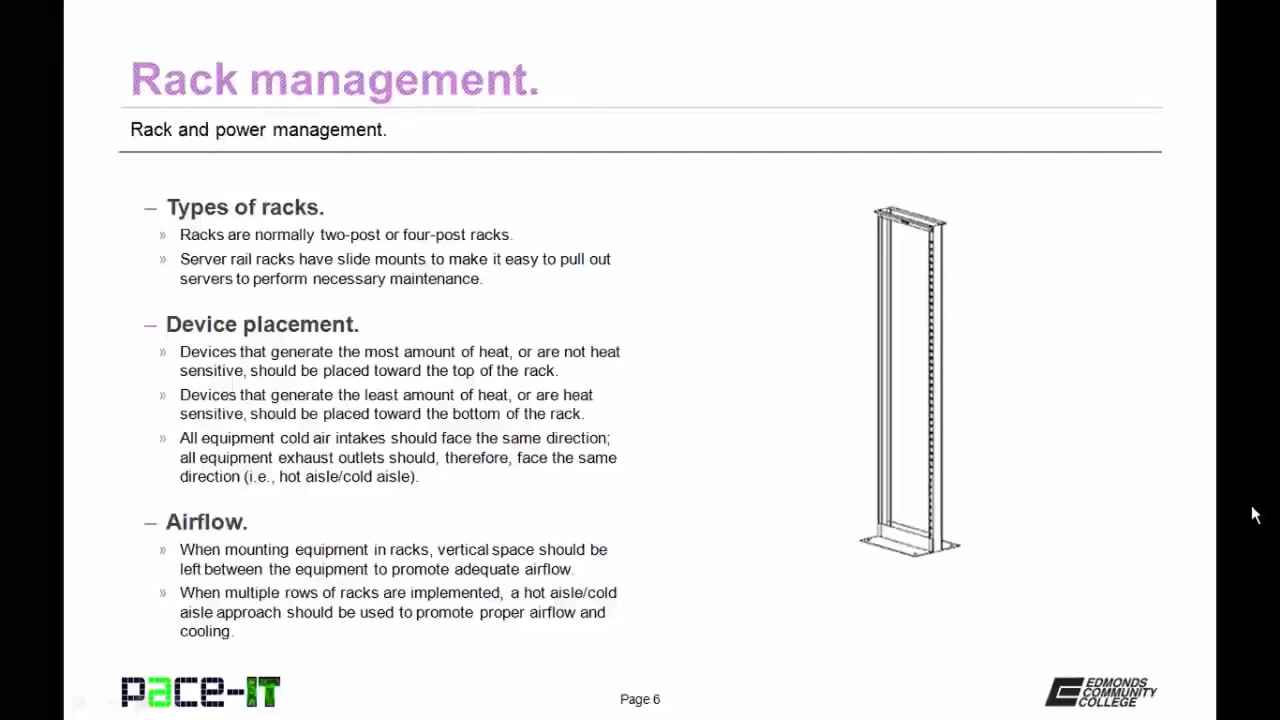 Rack management.
Rack and power management.
– Types of racks.
» Racks are normally two-post or four-post racks.
» Server rail racks have slide mounts to make it easy to pull out
servers to perform necessary maintenance.
– Device placement.
» Devices that generate the most amount of heat, or are not heat
sensitive, should be placed toward the top of the rack.
» Devices that generate the least amount of heat, or are heat
sensitive, should be placed toward the bottom of the rack.
» All equipment cold air intakes should face the same direction;
all equipment exhaust outlets should, therefore, face the same
direction (i.e., hot aisle/cold aisle).
– Airflow.
» When mounting equipment in racks, vertical space should be
left between the equipment to promote adequate airflow.
» When multiple rows of racks are implemented, a hot aisle/cold
aisle approach should be used to promote proper airflow and
cooling.
pace-IT
Page 6
EDMONDS
COMMUNITY
COLLEGE